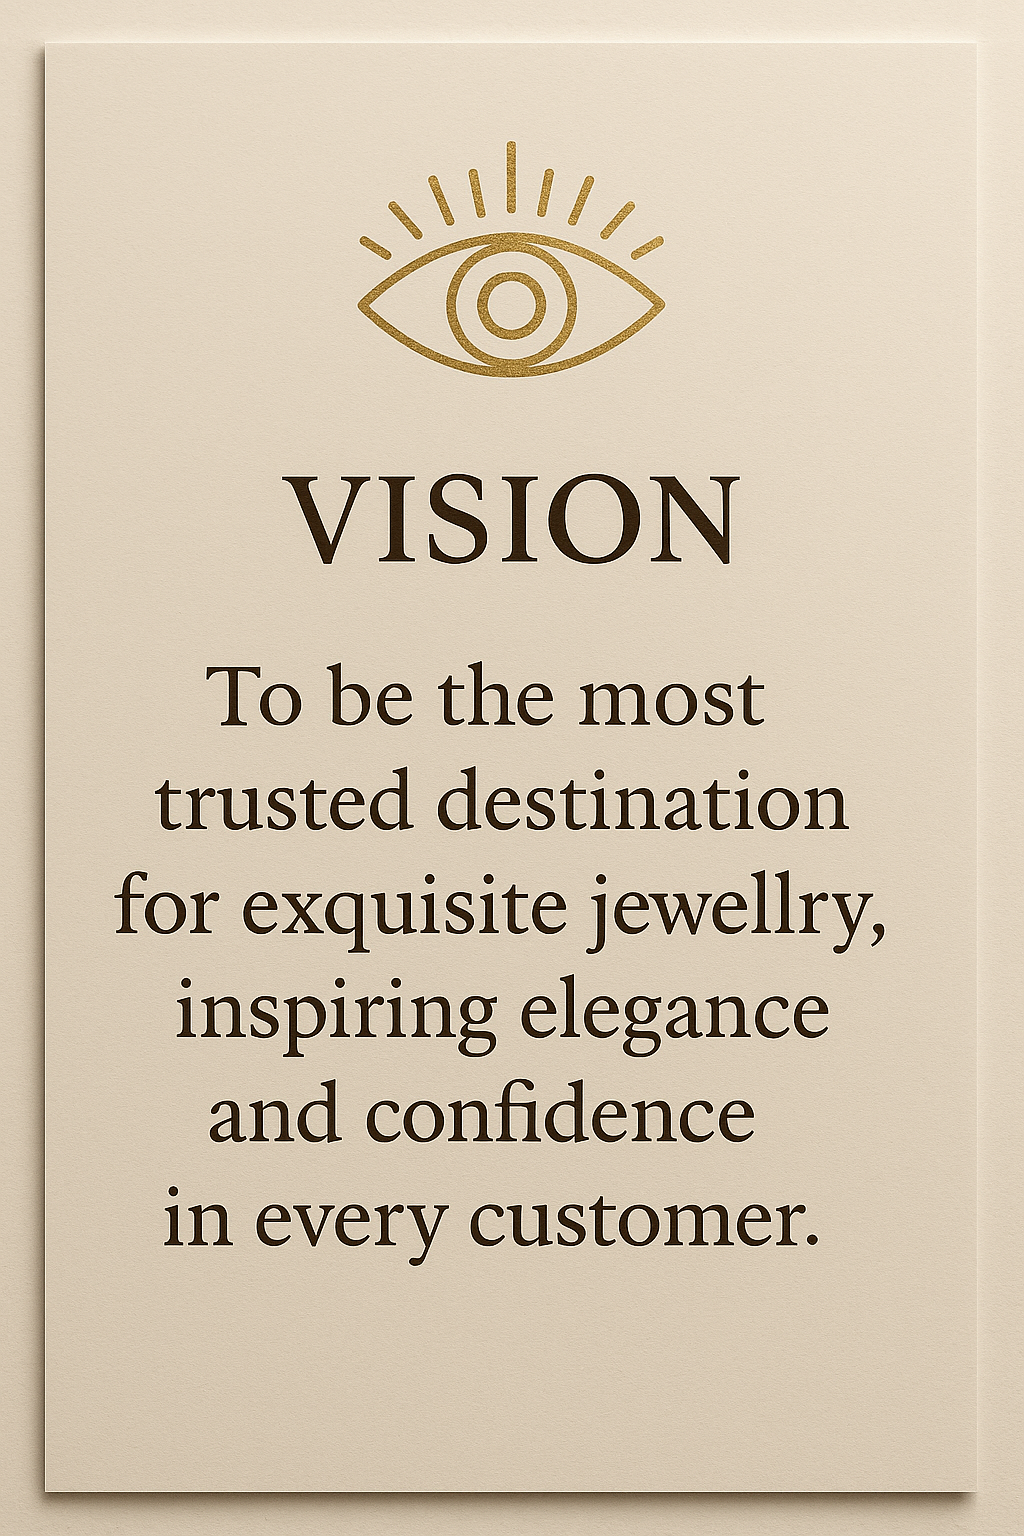 VISION
To be the most
trusted destination
for exquisite jewellry,
inspiring elegance
and confidence
in every customer.